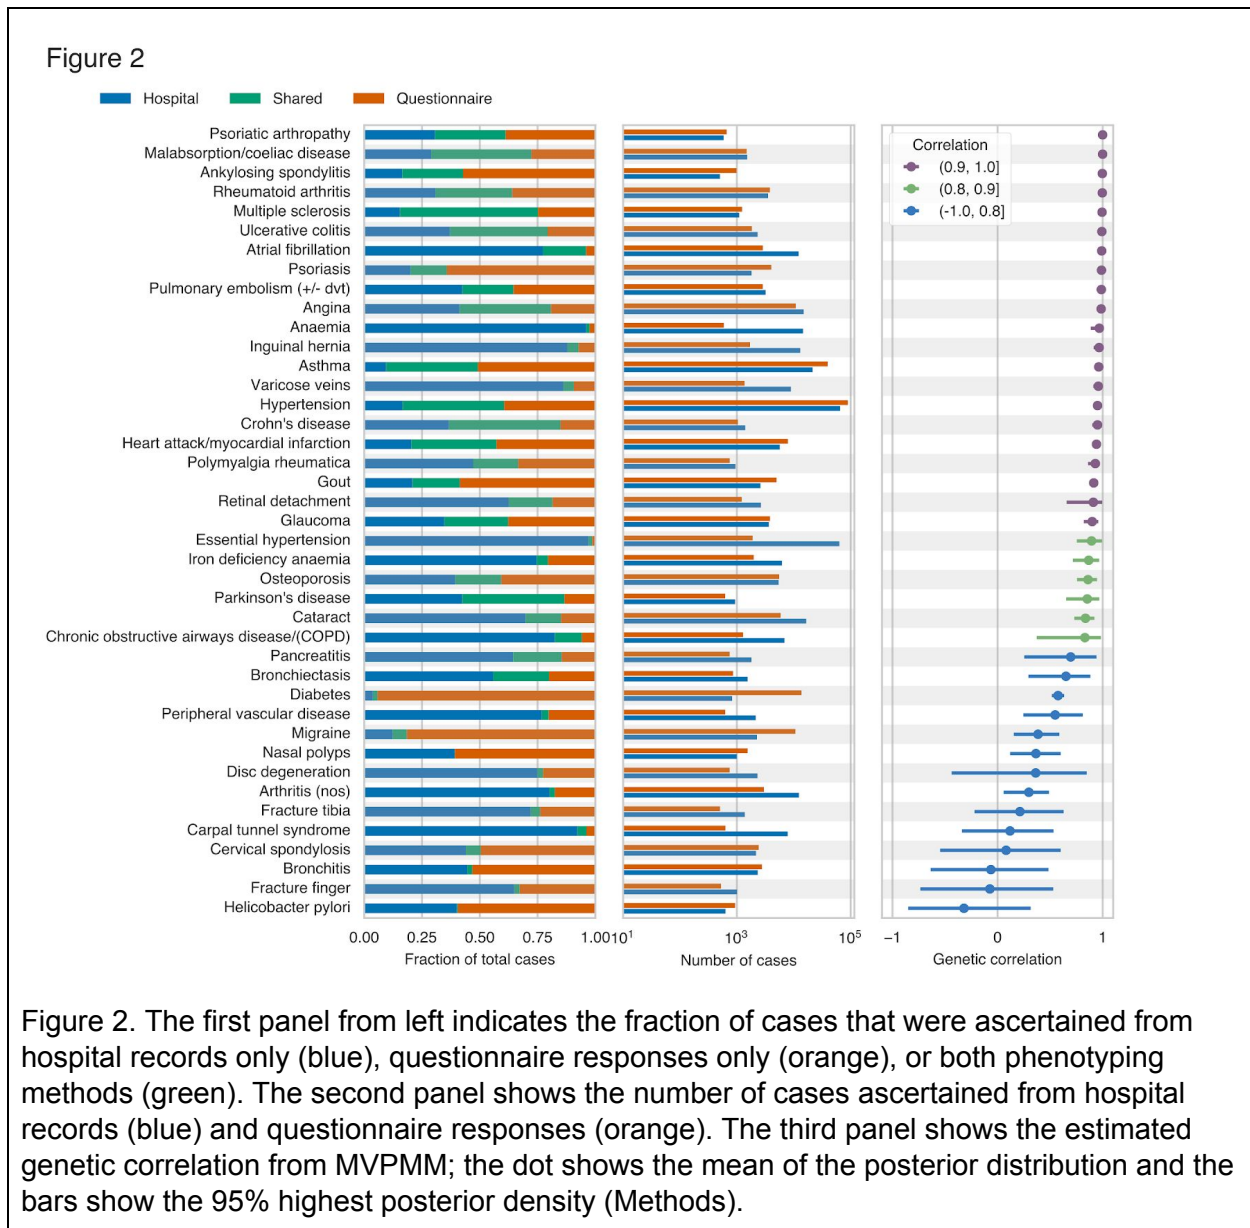 Figure 2
Hospital Shared Questionnaire
Psoriatic arthropathy
Malabsorption/coeliac disease
Ankylosing spondylitis
Rheumatoid arthritis
Multiple sclerosis
Ulcerative colitis
Atrial fibrillation
Psoriasis
Pulmonary embolism (+/- dvt)
Angina
Anaemia
Inguinal hernia
Asthma
Varicose veins
Hypertension
Crohn's disease
Heart attack/myocardial infarction
Polymyalgia rheumatica
Gout
Retinal detachment
Glaucoma
Essential hypertension
Iron deficiency anaemia
Osteoporosis
Parkinson's disease
Cataract
Chronic obstructive airways disease/(COPD)
Pancreatitis
Bronchiectasis
Diabetes
Peripheral vascular disease
Migraine
Nasal polyps
Disc degeneration
Arthritis (nos)
Fracture tibia
Carpal tunnel syndrome
Cervical spondylosis
Bronchitis
Fracture finger
Helicobacter pylori
Correlation
(0.9, 1.0]
(0.8, 0.9]
(-1.0, 0.8]
0.00 0.25 0.50 0.75 1.00 10¹ 10³ 10⁵ −1 0 1
Fraction of total cases Number of cases Genetic correlation
Figure 2. The first panel from left indicates the fraction of cases that were ascertained from
hospital records only (blue), questionnaire responses only (orange), or both phenotyping
methods (green). The second panel shows the number of cases ascertained from hospital
records (blue) and questionnaire responses (orange). The third panel shows the estimated
genetic correlation from MVPMM; the dot shows the mean of the posterior distribution and the
bars show the 95% highest posterior density (Methods).